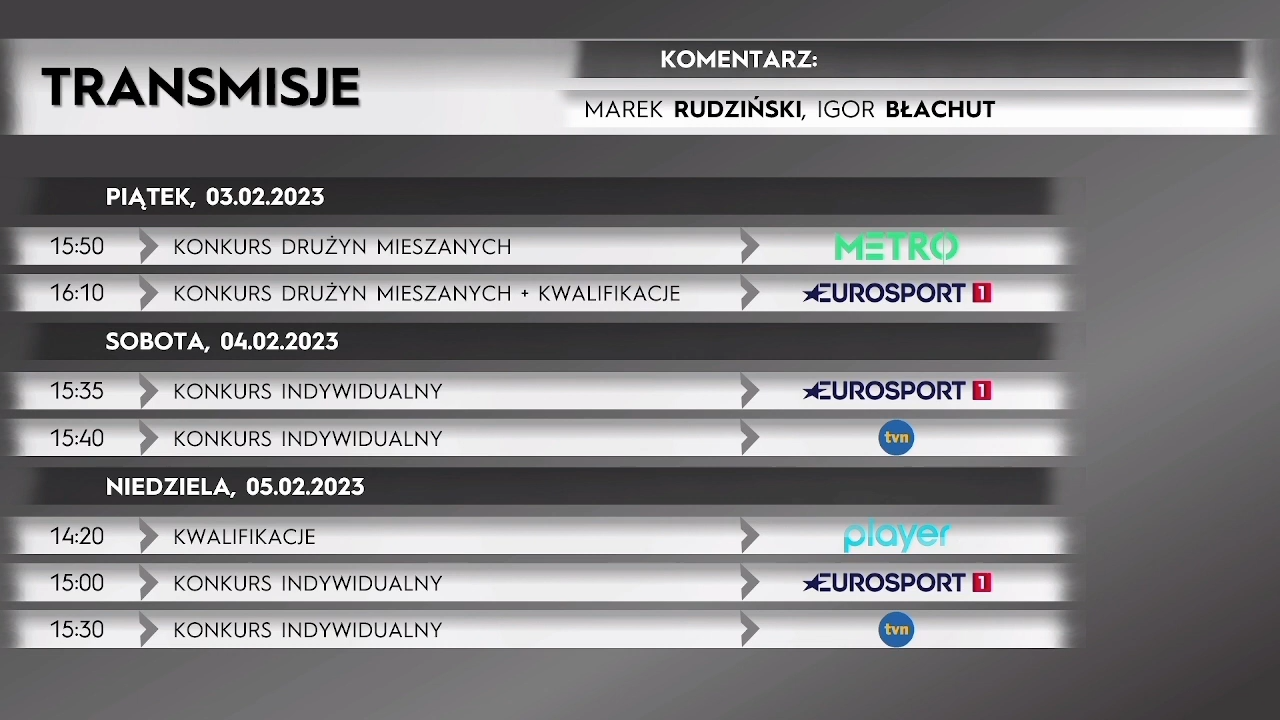 TRANSMISJE
KOMENTARZ:
MAREK RUDZIŃSKI, IGOR BŁACHUT
PIĄTEK, 03.02.2023
15:50 KONKURS DRUŻYN MIESZANYCH METRO
16:10 KONKURS DRUŻYN MIESZANYCH + KWALIFIKACJE EUROSPORT 1
SOBOTA, 04.02.2023
15:35 KONKURS INDYWIDUALNY EUROSPORT 1
15:40 KONKURS INDYWIDUALNY tvn
NIEDZIELA, 05.02.2023
14:20 KWALIFIKACJE player
15:00 KONKURS INDYWIDUALNY EUROSPORT 1
15:30 KONKURS INDYWIDUALNY tvn